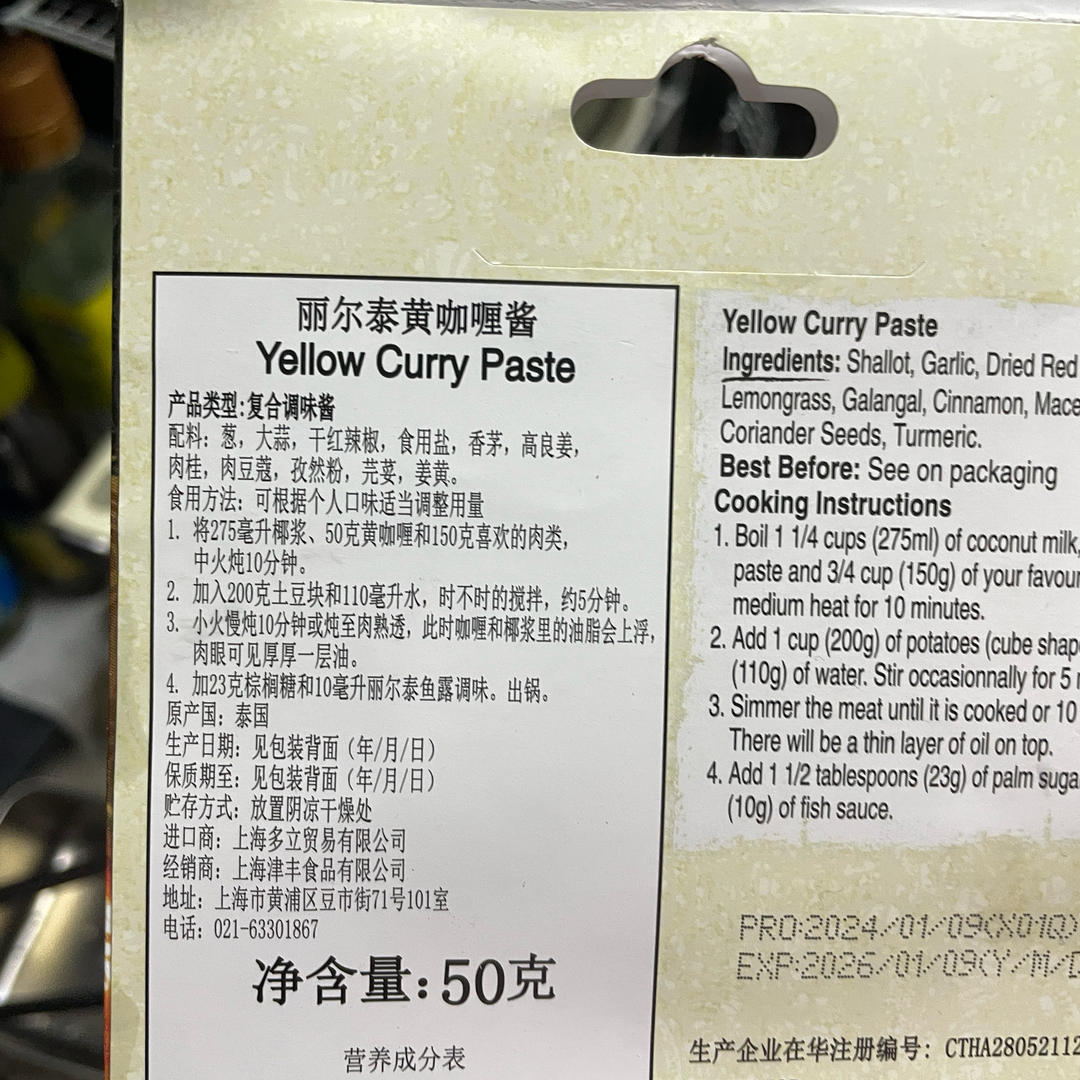 丽尔泰黄咖喱酱
Yellow Curry Paste
产品类型:复合调味酱
配料：葱，大蒜，干红辣椒，食用盐，香茅，高良姜，
肉桂，肉豆蔻，孜然粉，芫荽，姜黄。
食用方法：可根据个人口味适当调整用量
1. 将275毫升椰浆、50克黄咖喱和150克喜欢的肉类，
中火炖10分钟。
2. 加入200克土豆块和110毫升水，时不时的搅拌，约5分钟。
3. 小火慢炖10分钟或炖至肉熟透，此时咖喱和椰浆里的油脂会上浮，
肉眼可见厚厚一层油。
4. 加23克棕榈糖和10毫升丽尔泰鱼露调味。出锅。
原产国：泰国
生产日期：见包装背面（年/月/日）
保质期至：见包装背面（年/月/日）
贮存方式：放置阴凉干燥处
进口商：上海多立贸易有限公司
经销商：上海津丰食品有限公司
地址：上海市黄浦区豆市街71号101室
电话：021-63301867
净含量:50克
营养成分表
Yellow Curry Paste
Ingredients: Shallot, Garlic, Dried Red
Lemongrass, Galangal, Cinnamon, Mace
Coriander Seeds, Turmeric.
Best Before: See on packaging
Cooking Instructions
1. Boil 1 1/4 cups (275ml) of coconut milk,
paste and 3/4 cup (150g) of your favour
medium heat for 10 minutes.
2. Add 1 cup (200g) of potatoes (cube shap
(110g) of water. Stir occasionnally for 5
3. Simmer the meat until it is cooked or 10
There will be a thin layer of oil on top.
4. Add 1 1/2 tablespoons (23g) of palm suga
(10g) of fish sauce.
PRO:2024/01/09(X01Q)
EXP:2026/01/09(Y/M/D
生产企业在华注册编号：CTHA28052112